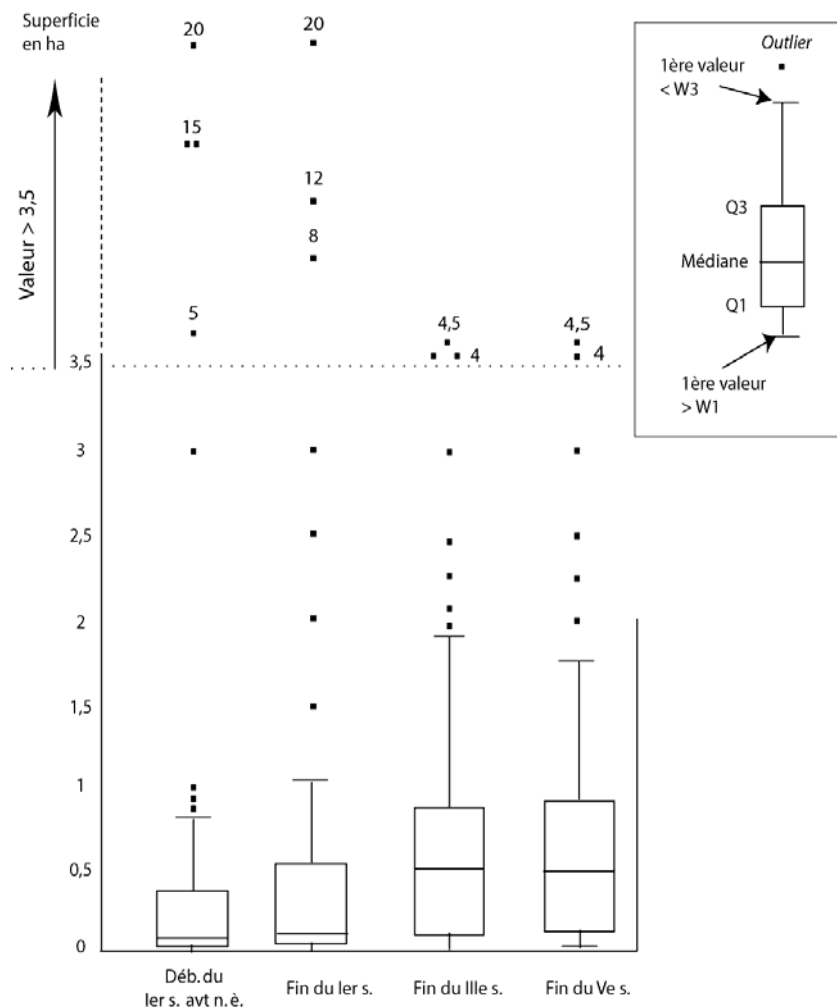 Superficie
en ha
Valeur > 3,5
20
15
5
20
12
8
4,5
4
4,5
4
3,5
3
2,5
2
1,5
1
0,5
0
Déb. du
Ier s. avt n. è.
Fin du Ier s.
Fin du IIIe s.
Fin du Ve s.
Outlier
1ère valeur
< W3
Q3
Médiane
Q1
1ère valeur
> W1